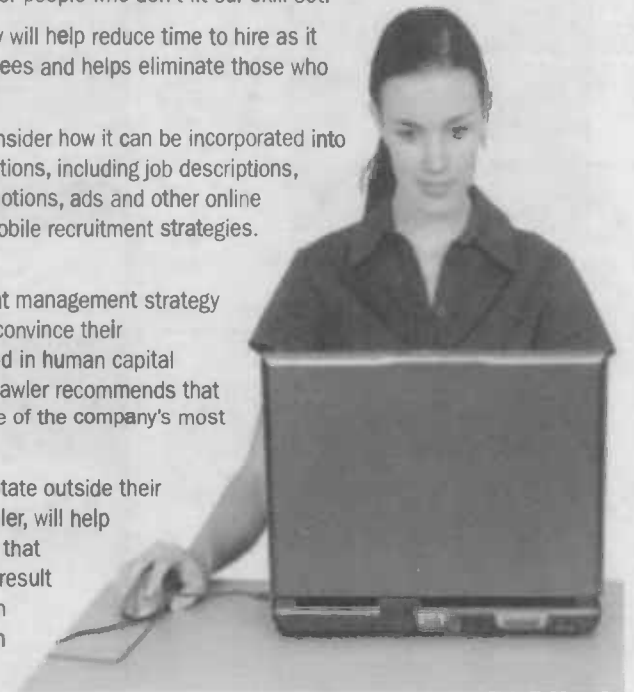 or people who don't fit our skill set.
y will help reduce time to hire as it
ees and helps eliminate those who
nsider how it can be incorporated into
tions, including job descriptions,
otions, ads and other online
obile recruitment strategies.
nt management strategy
convince their
d in human capital
awler recommends that
e of the company's most
tate outside their
ler, will help
that
result
n
n